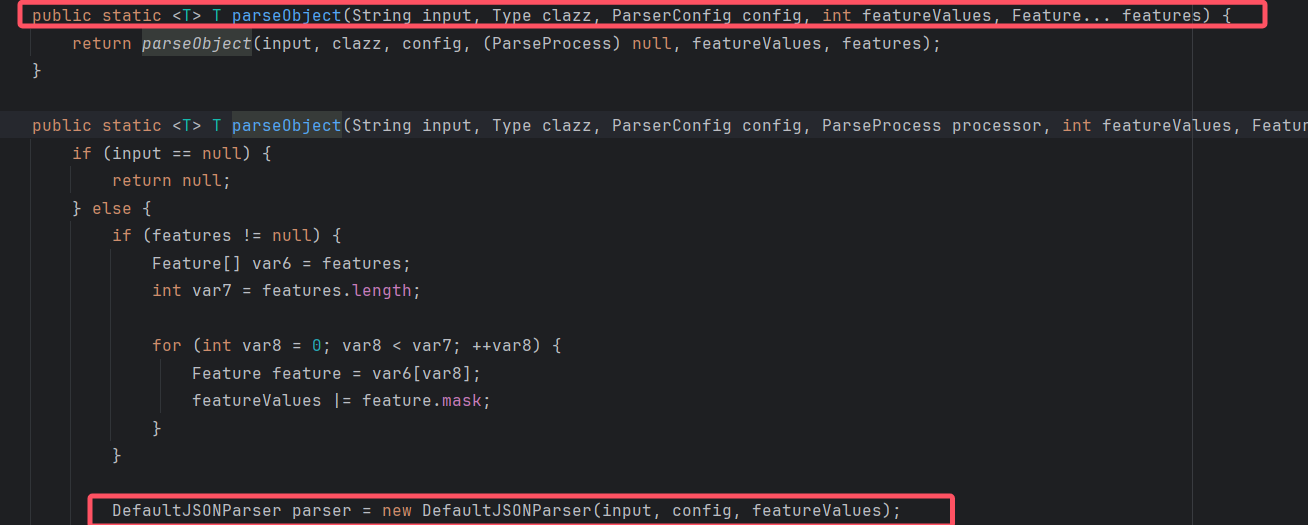 public static <T> T parseObject(String input, Type clazz, ParserConfig config, int featureValues, Feature... features) {
return parseObject(input, clazz, config, (ParseProcess) null, featureValues, features);
}
public static <T> T parseObject(String input, Type clazz, ParserConfig config, ParseProcess processor, int featureValues, Featur
if (input == null) {
return null;
} else {
if (features != null) {
Feature[] var6 = features;
int var7 = features.length;
for (int var8 = 0; var8 < var7; ++var8) {
Feature feature = var6[var8];
featureValues |= feature.mask;
}
}
DefaultJSONParser parser = new DefaultJSONParser(input, config, featureValues);